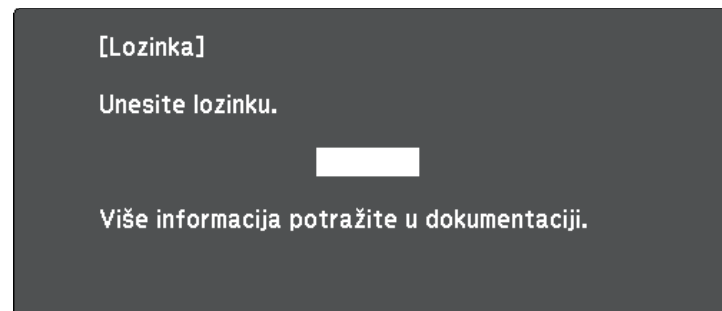 [Lozinka]
Unesite lozinku.
Više informacija potražite u dokumentaciji.